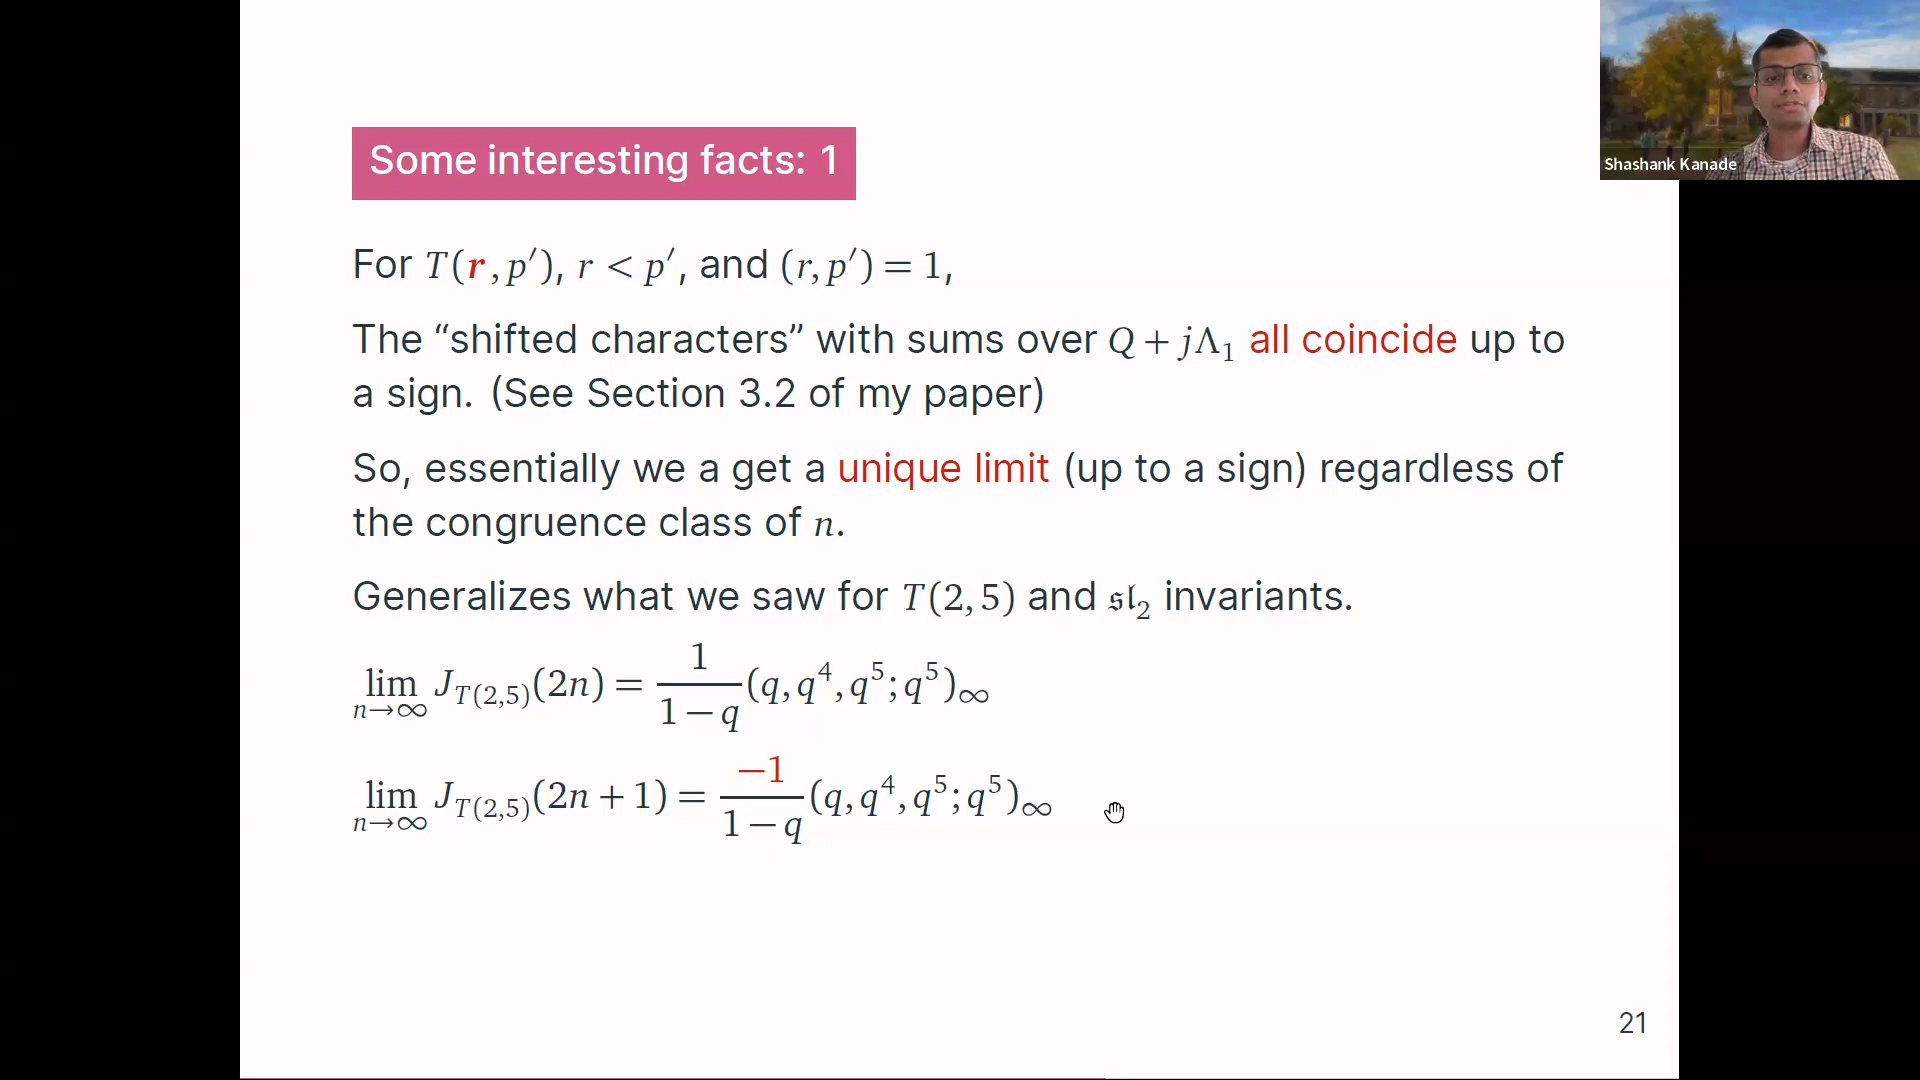 Shashank Kanade
Some interesting facts: 1
For T(r, p′), r < p′, and (r, p′) = 1,
The “shifted characters” with sums over Q + jΛ₁ all coincide up to
a sign. (See Section 3.2 of my paper)
So, essentially we a get a unique limit (up to a sign) regardless of
the congruence class of n.
Generalizes what we saw for T(2, 5) and 𝔰𝔩₂ invariants.
lim_{n→∞} J_{T(2,5)}(2n) = \frac{1}{1−q}(q, q⁴, q⁵; q⁵)_∞
lim_{n→∞} J_{T(2,5)}(2n + 1) = \frac{−1}{1−q}(q, q⁴, q⁵; q⁵)_∞
21